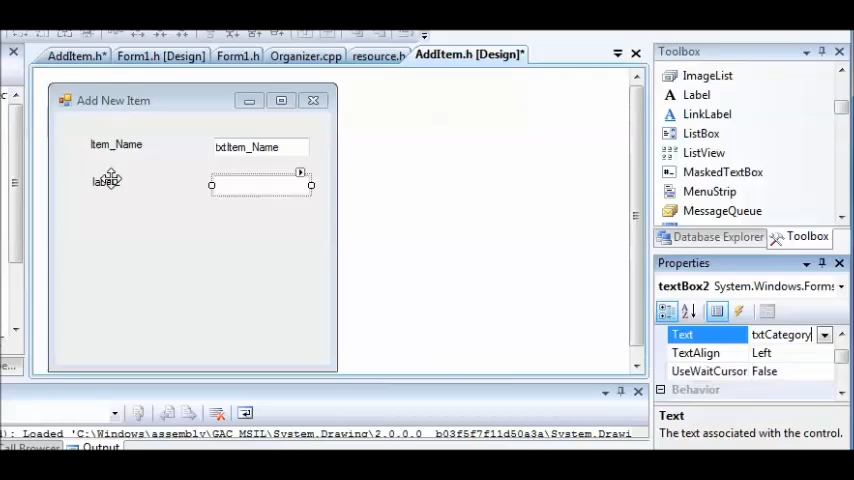 AddItem.h* Form1.h [Design] Form1.h Organizer.cpp resource.h AddItem.h [Design]*
Toolbox
ImageList
Label
LinkLabel
ListBox
ListView
MaskedTextBox
MenuStrip
MessageQueue
Database Explorer Toolbox
Add New Item
Item_Name txtItem_Name
Properties
textBox2 System.Windows.Forms
Text txtCategory
TextAlign Left
UseWaitCursor False
Behavior
Text
The text associated with the control.
): Loaded 'C:\Windows\assembly\GAC_MSIL\System.Drawing\2.0.0.0__b03f5f7f11d50a3a\System.Drawi
Call Browser Output